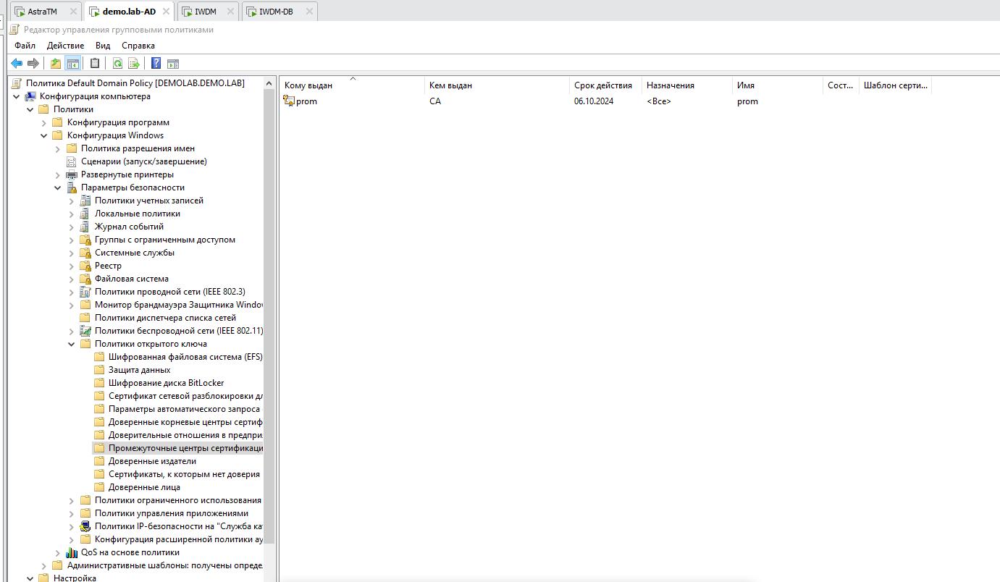 AstraTM
demo.lab-AD
IWDM
IWDM-DB
Редактор управления групповыми политиками
Файл Действие Вид Справка
Политика Default Domain Policy [DEMOLAB.DEMO.LAB]
Конфигурация компьютера
Политики
Конфигурация программ
Конфигурация Windows
Политика разрешения имен
Сценарии (запуск/завершение)
Развернутые принтеры
Параметры безопасности
Политики учетных записей
Локальные политики
Журнал событий
Группы с ограниченным доступом
Системные службы
Реестр
Файловая система
Политики проводной сети (IEEE 802.3)
Монитор брандмауэра Защитника Window
Политики диспетчера списка сетей
Политики беспроводной сети (IEEE 802.11)
Политики открытого ключа
Шифрованная файловая система (EFS)
Защита данных
Шифрование диска BitLocker
Сертификат сетевой разблокировки дл
Параметры автоматического запроса
Доверенные корневые центры сертиф
Доверительные отношения в предпри
Промежуточные центры сертификаци
Доверенные издатели
Сертификаты, к которым нет доверия
Доверенные лица
Политики ограниченного использования
Политики управления приложениями
Политики IP-безопасности на "Служба кат
Конфигурация расширенной политики ау
QoS на основе политики
Административные шаблоны: получены опреде
Настройка
Кому выдан Кем выдан Срок действия Назначения Имя Сост... Шаблон серти...
prom CA 06.10.2024 <Все> prom